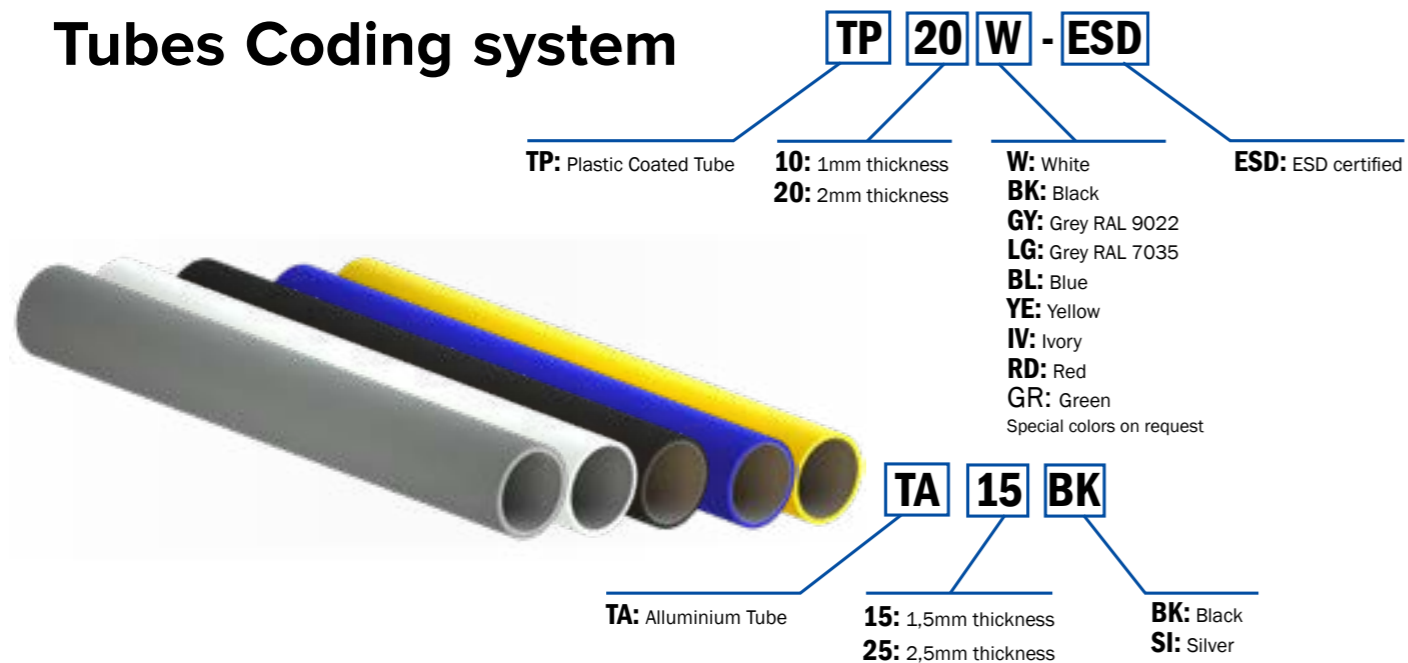 Tubes Coding system
TP 20 W - ESD
TP: Plastic Coated Tube
10: 1mm thickness
20: 2mm thickness
W: White
BK: Black
GY: Grey RAL 9022
LG: Grey RAL 7035
BL: Blue
YE: Yellow
IV: Ivory
RD: Red
GR: Green
Special colors on request
ESD: ESD certified
TA 15 BK
TA: Alluminium Tube
15: 1,5mm thickness
25: 2,5mm thickness
BK: Black
SI: Silver